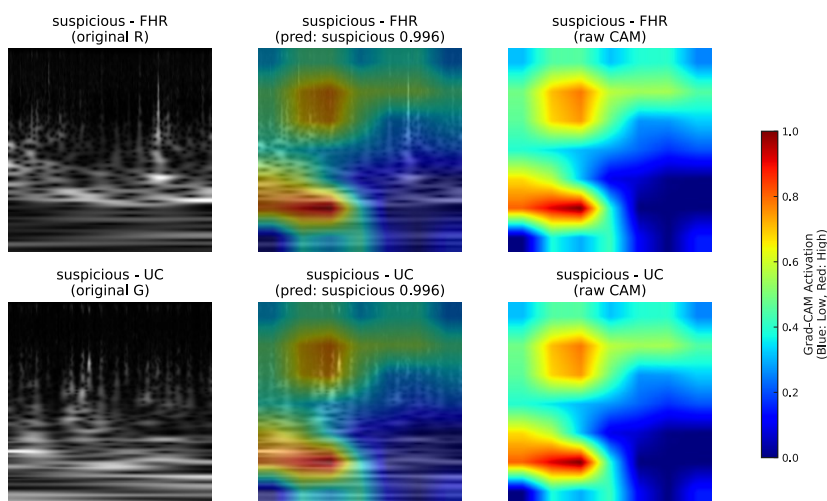 suspicious - FHR
(original R)
suspicious - FHR
(pred: suspicious 0.996)
suspicious - FHR
(raw CAM)
suspicious - UC
(original G)
suspicious - UC
(pred: suspicious 0.996)
suspicious - UC
(raw CAM)
1.0
0.8
0.6
0.4
0.2
0.0
Grad-CAM Activation
(Blue: Low, Red: High)